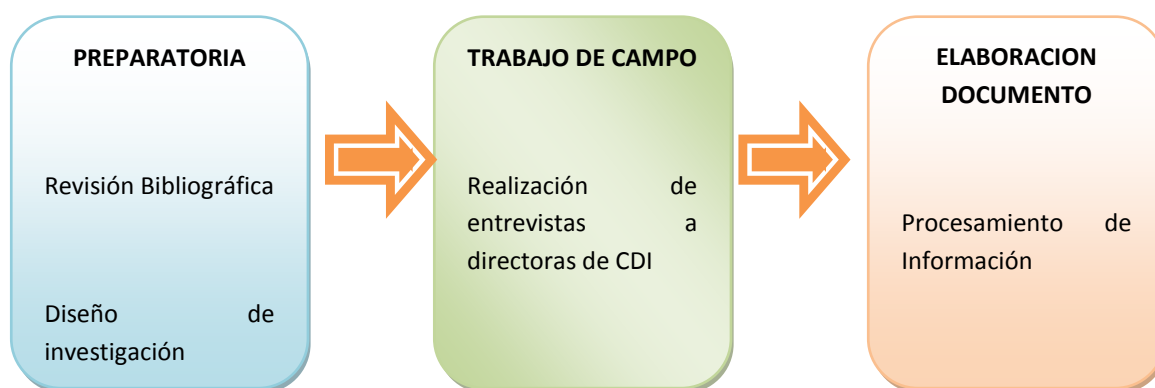 PREPARATORIA
Revisión Bibliográfica
Diseño de
investigación
TRABAJO DE CAMPO
Realización de
entrevistas a
directoras de CDI
ELABORACION
DOCUMENTO
Procesamiento de
Información